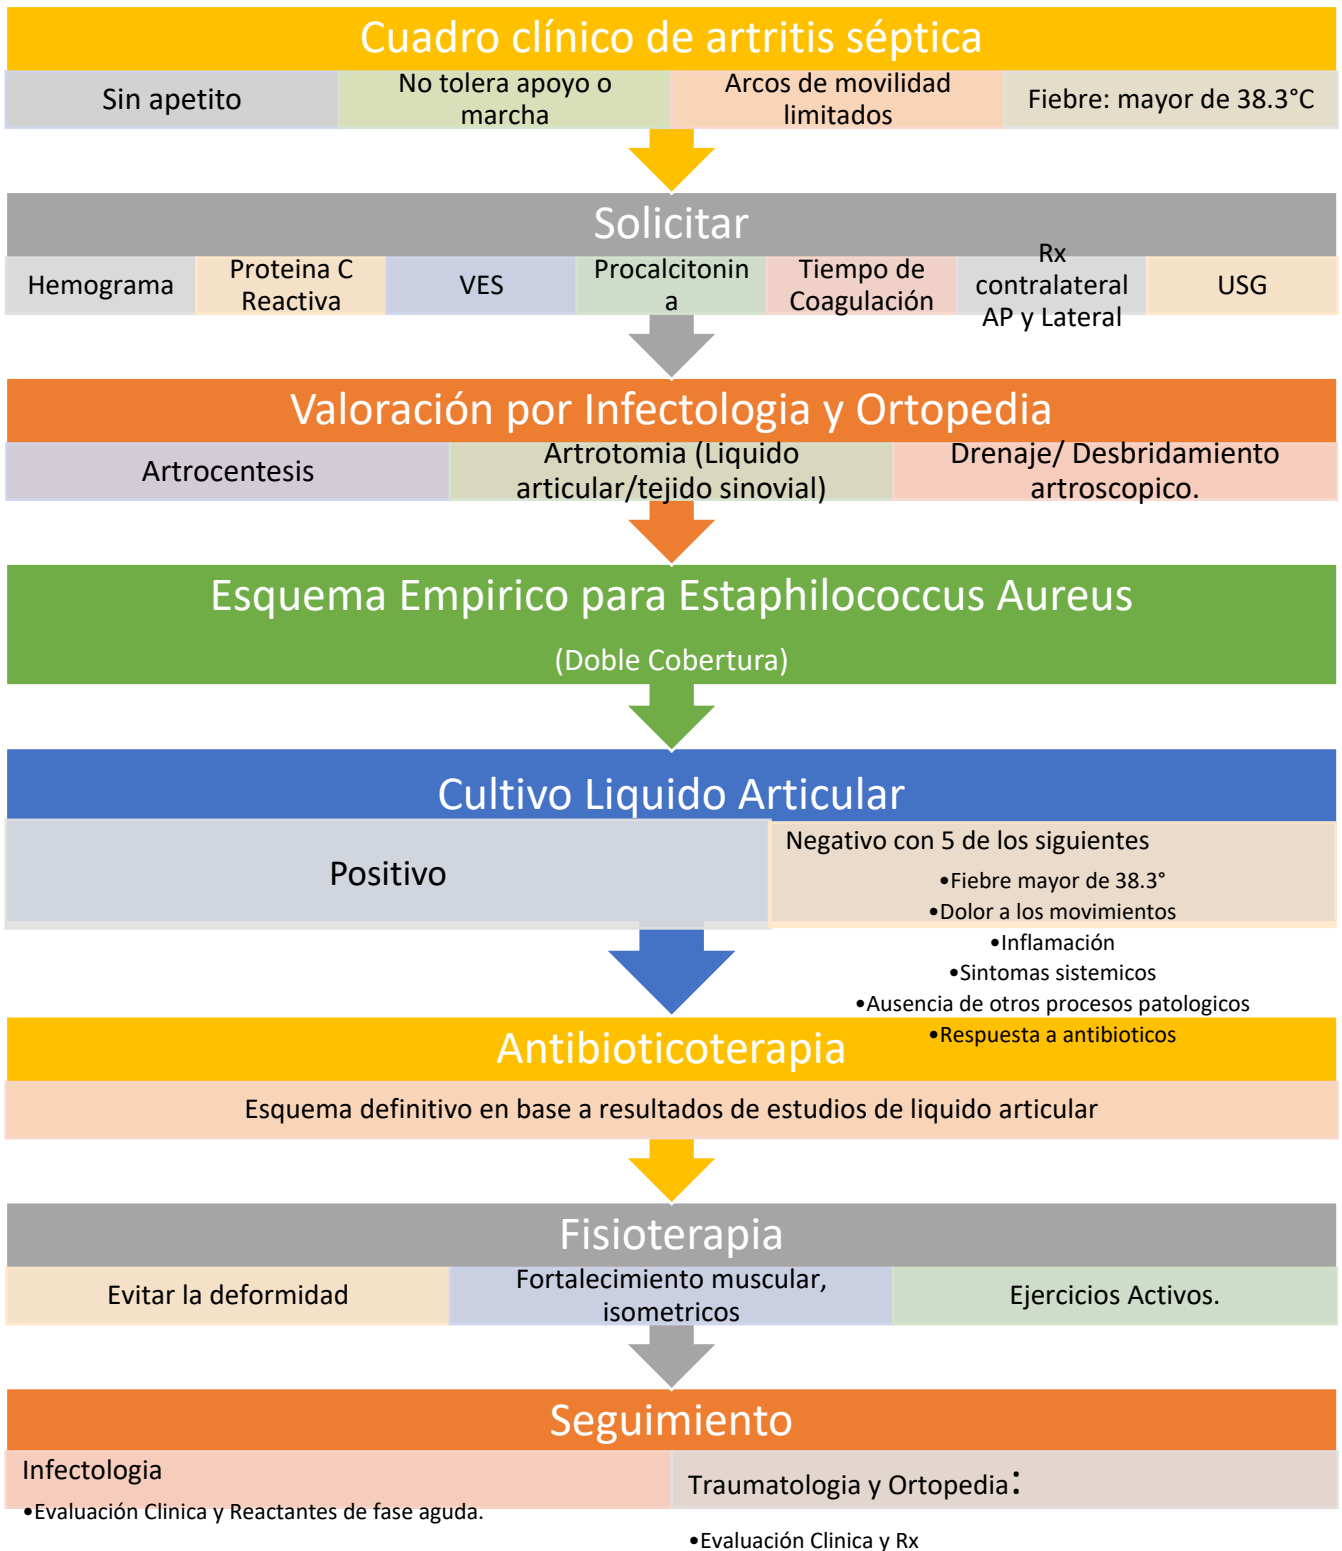 Cuadro clínico de artritis séptica
Sin apetito
No tolera apoyo o
marcha
Arcos de movilidad
limitados
Fiebre: mayor de 38.3°C
Solicitar
Hemograma
Proteina C
Reactiva
VES
Procalcitonin
a
Tiempo de
Coagulación
Rx
contralateral
AP y Lateral
USG
Valoración por Infectologia y Ortopedia
Artrocentesis
Artrotomia (Liquido
articular/tejido sinovial)
Drenaje/ Desbridamiento
artroscopico.
Esquema Empirico para Estaphilococcus Aureus
(Doble Cobertura)
Cultivo Liquido Articular
Positivo
Negativo con 5 de los siguientes
•Fiebre mayor de 38.3°
•Dolor a los movimientos
•Inflamación
•Sintomas sistemicos
•Ausencia de otros procesos patologicos
•Respuesta a antibioticos
Antibioticoterapia
Esquema definitivo en base a resultados de estudios de liquido articular
Fisioterapia
Evitar la deformidad
Fortalecimiento muscular,
isometricos
Ejercicios Activos.
Seguimiento
Infectologia
•Evaluación Clinica y Reactantes de fase aguda.
Traumatologia y Ortopedia:
•Evaluación Clinica y Rx